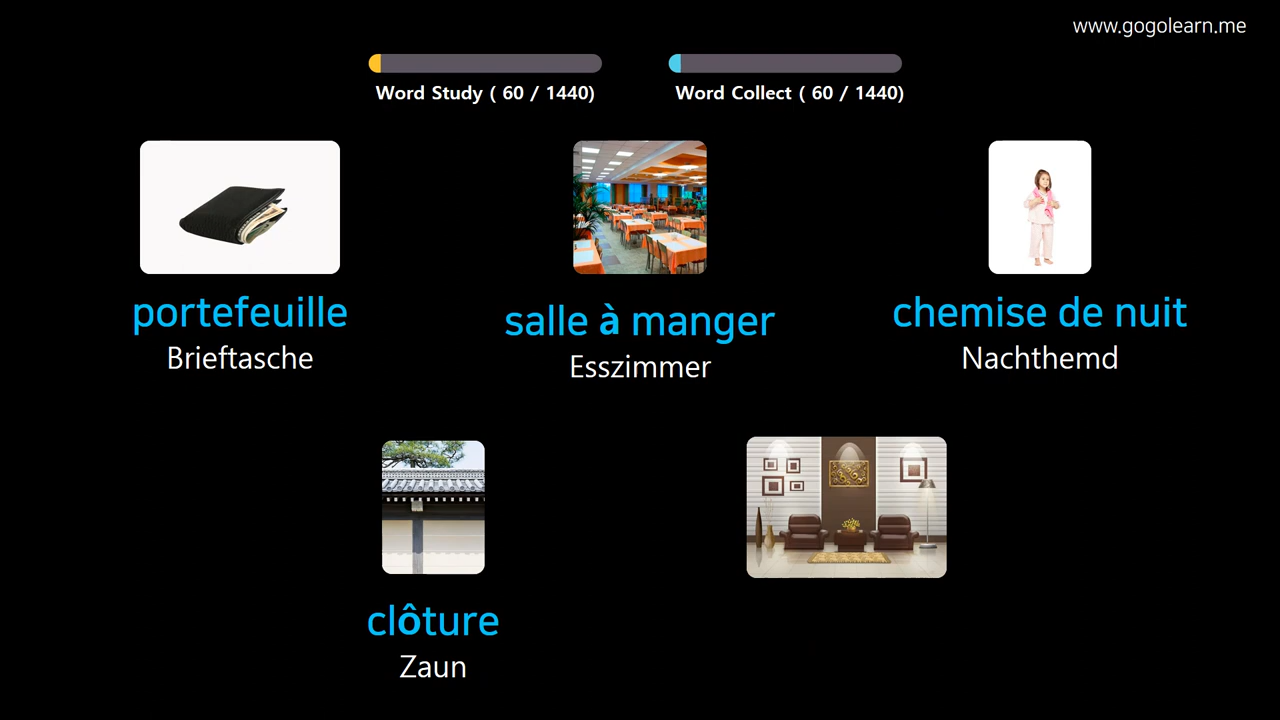 www.gogolearn.me
Word Study ( 60 / 1440)
Word Collect ( 60 / 1440)
portefeuille
Brieftasche
salle à manger
Esszimmer
chemise de nuit
Nachthemd
clôture
Zaun